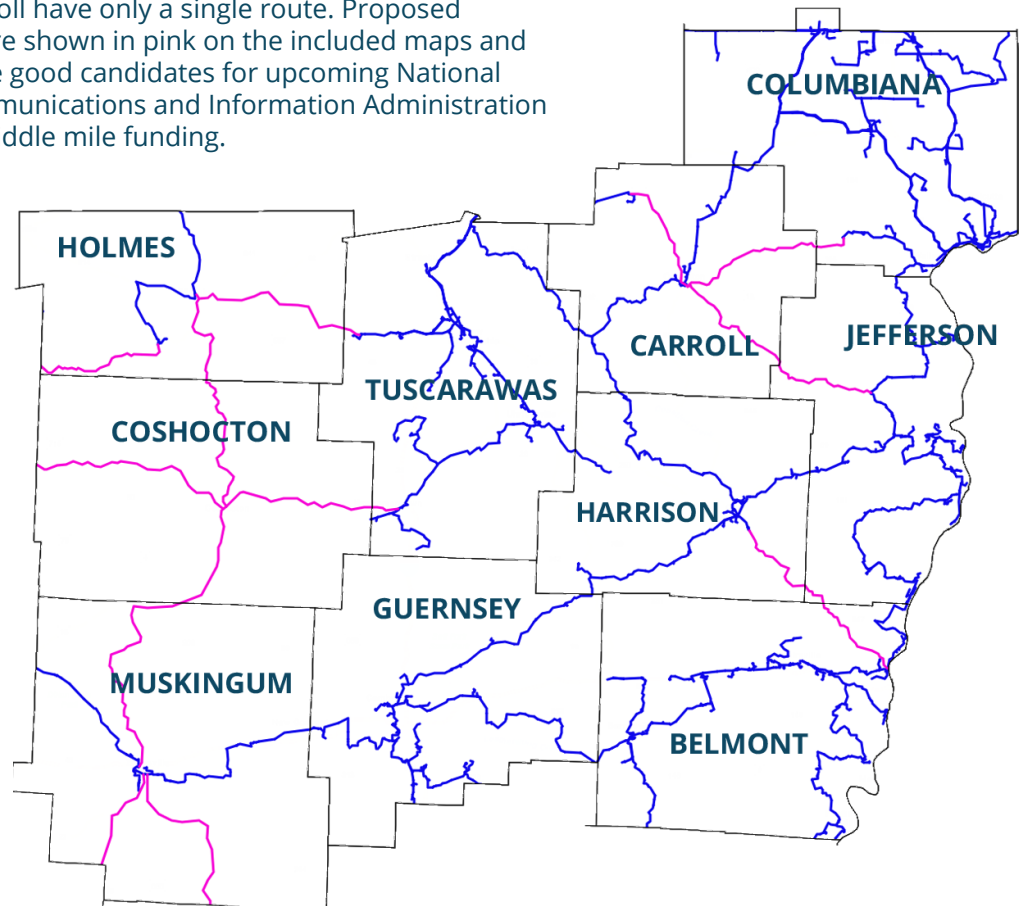 oll have only a single route. Proposed
e shown in pink on the included maps and
e good candidates for upcoming National
munications and Information Administration
ddle mile funding.
COLUMBIANA
HOLMES
JEFFERSON
CARROLL
TUSCARAWAS
COSHOCTON
HARRISON
GUERNSEY
MUSKINGUM
BELMONT